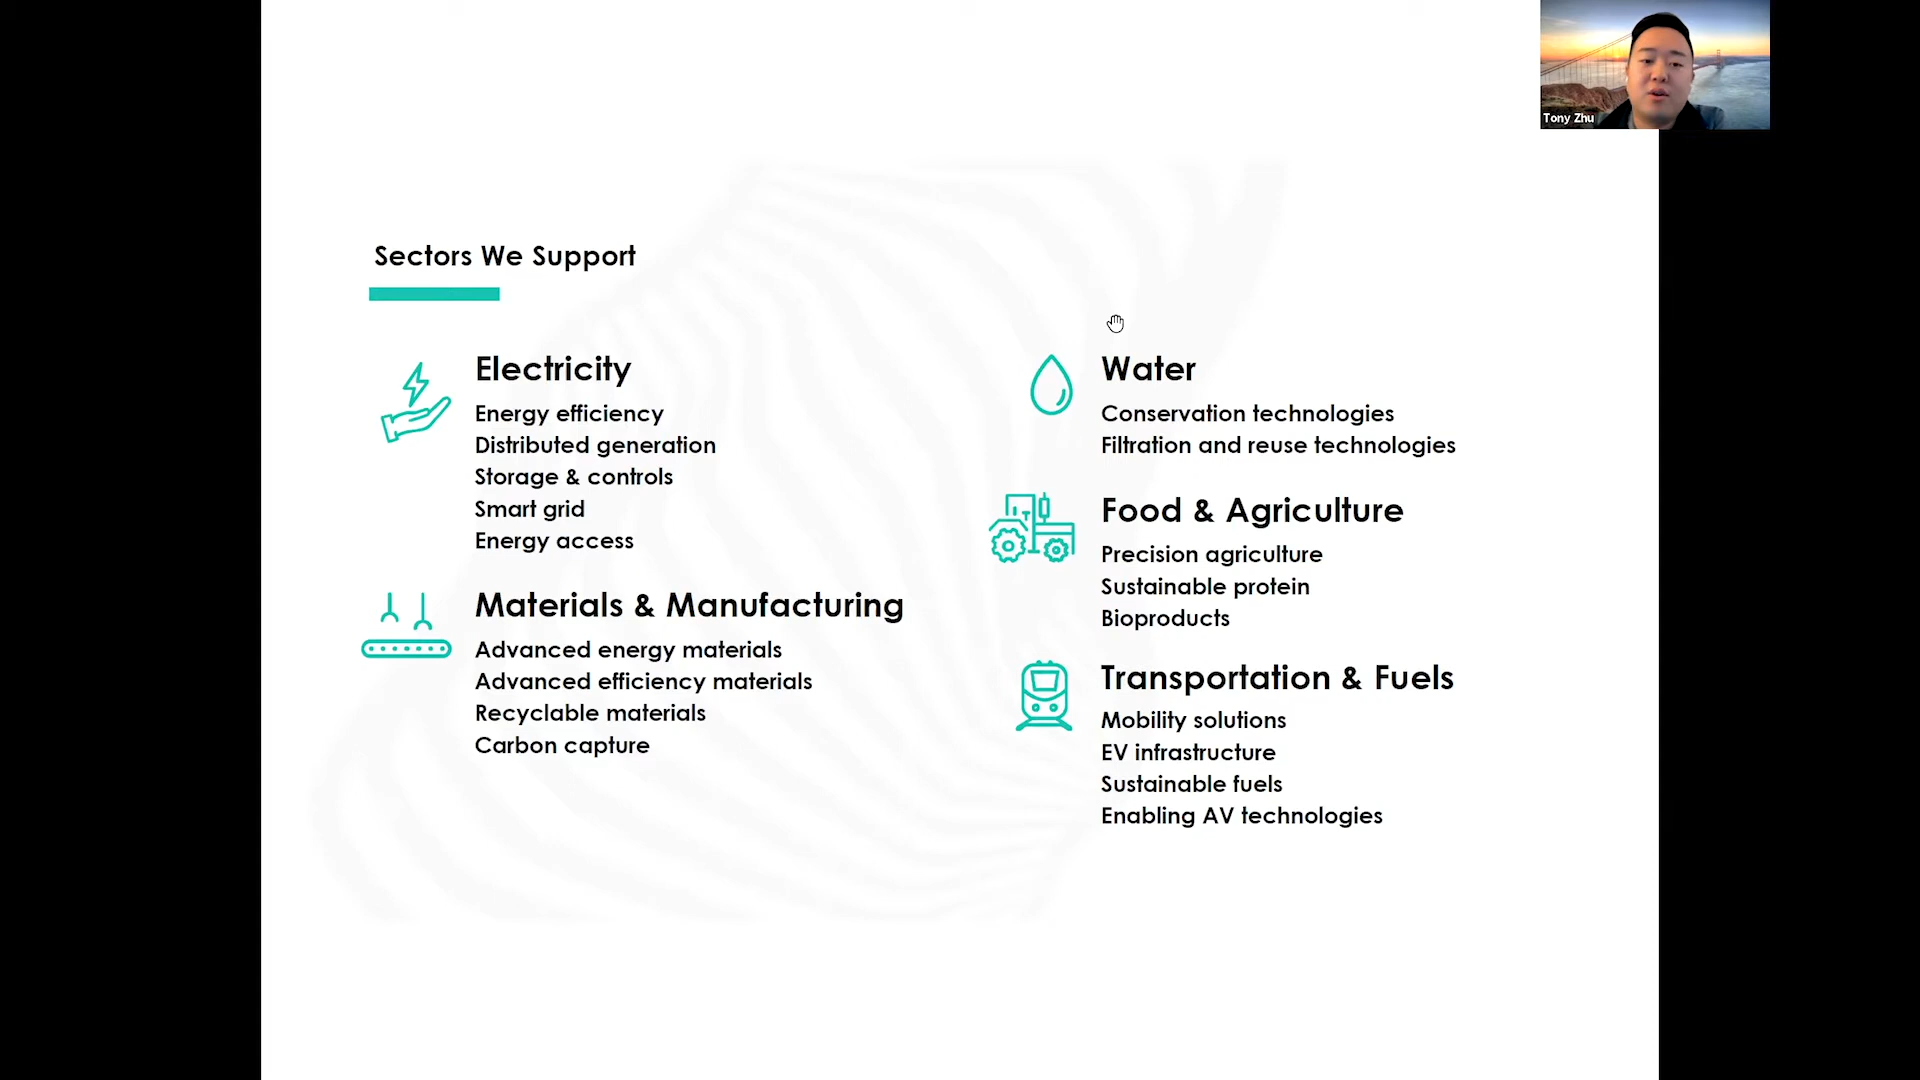 Tony Zhu
Sectors We Support
Electricity
Energy efficiency
Distributed generation
Storage & controls
Smart grid
Energy access
Materials & Manufacturing
Advanced energy materials
Advanced efficiency materials
Recyclable materials
Carbon capture
Water
Conservation technologies
Filtration and reuse technologies
Food & Agriculture
Precision agriculture
Sustainable protein
Bioproducts
Transportation & Fuels
Mobility solutions
EV infrastructure
Sustainable fuels
Enabling AV technologies